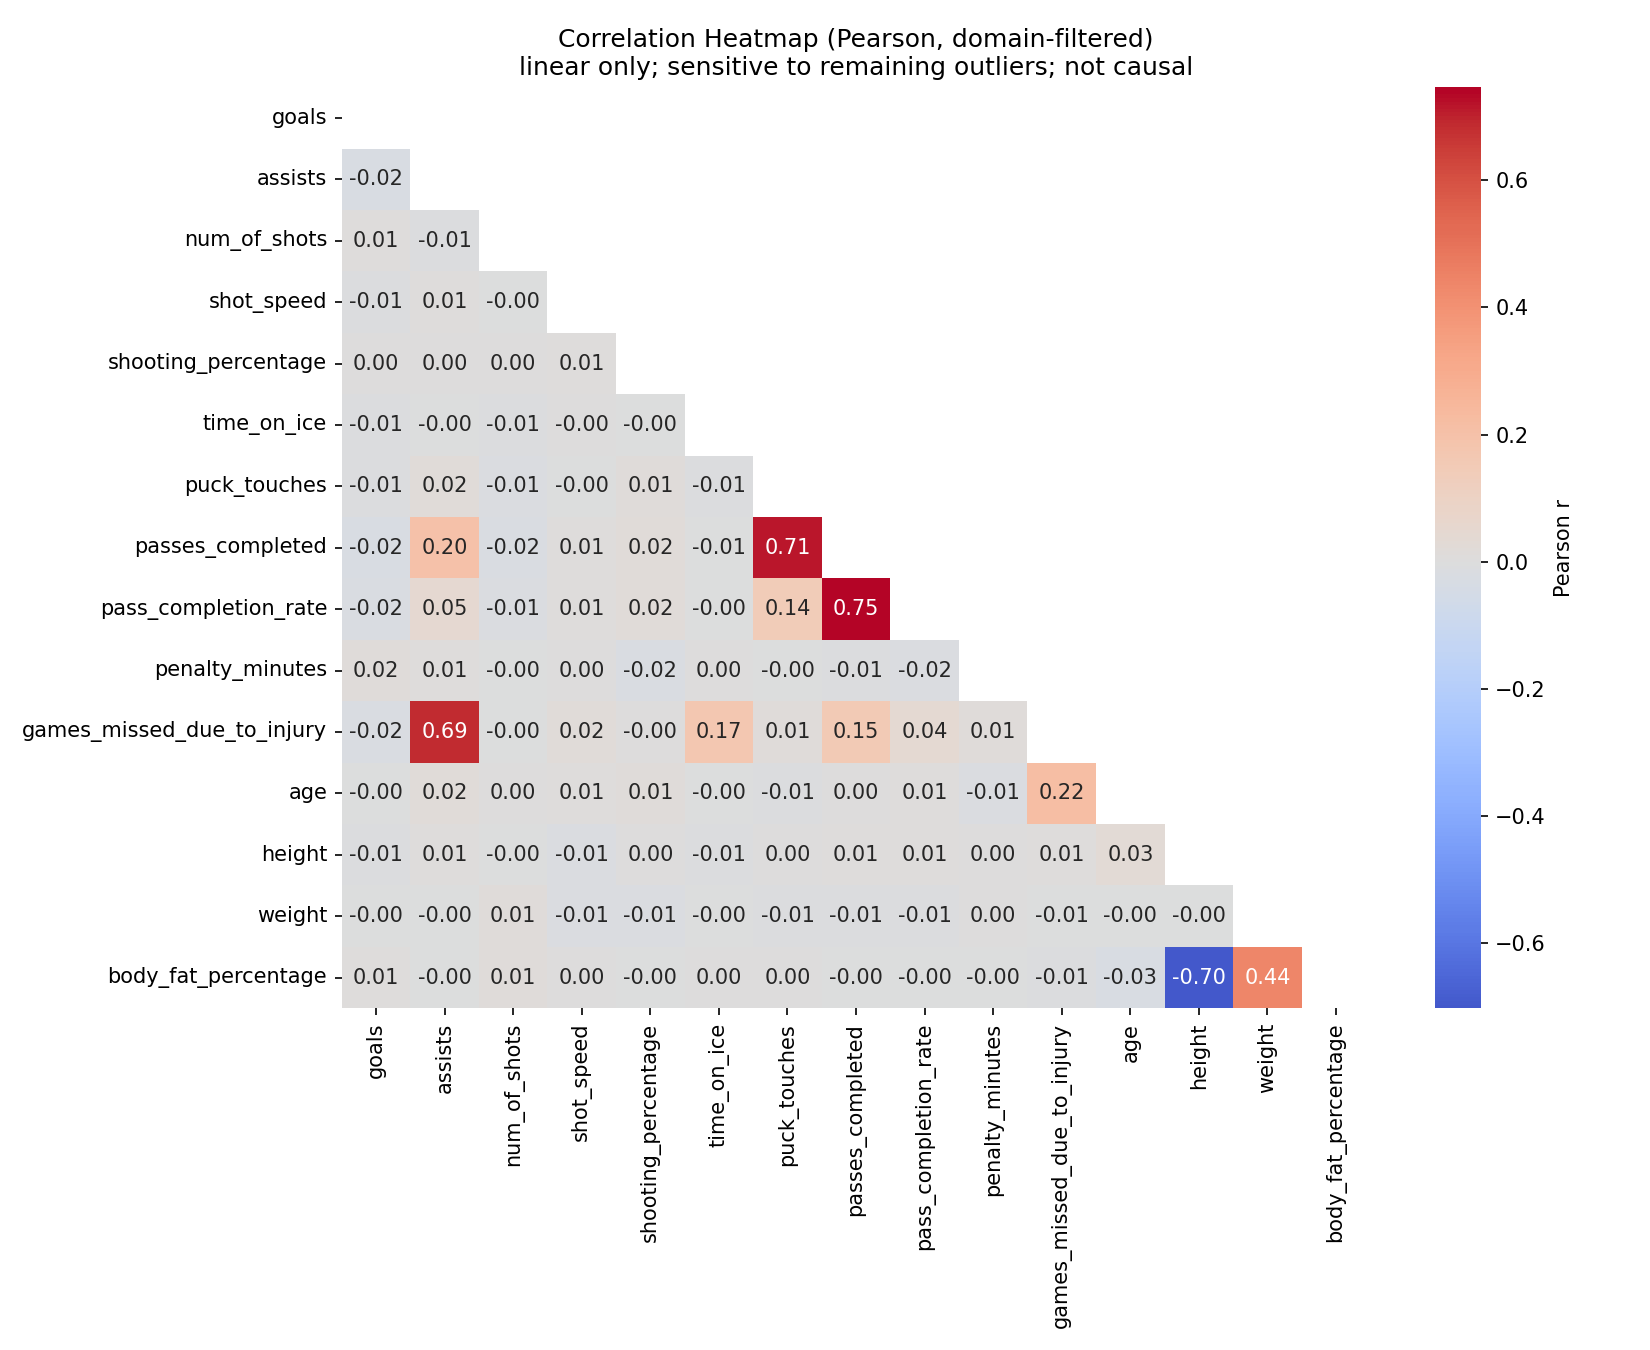 Correlation Heatmap (Pearson, domain-filtered)
linear only; sensitive to remaining outliers; not causal
goals
assists -0.02
num_of_shots 0.01 -0.01
shot_speed -0.01 0.01 -0.00
shooting_percentage 0.00 0.00 0.00 0.01
time_on_ice -0.01 -0.00 -0.01 -0.00 -0.00
puck_touches -0.01 0.02 -0.01 -0.00 0.01 -0.01
passes_completed -0.02 0.20 -0.02 0.01 0.02 -0.01 0.71
pass_completion_rate -0.02 0.05 -0.01 0.01 0.02 -0.00 0.14 0.75
penalty_minutes 0.02 0.01 -0.00 0.00 -0.02 0.00 -0.00 -0.01 -0.02
games_missed_due_to_injury -0.02 0.69 -0.00 0.02 -0.00 0.17 0.01 0.15 0.04 0.01
age -0.00 0.02 0.00 0.01 0.01 -0.00 -0.01 0.00 0.01 -0.01 0.22
height -0.01 0.01 -0.00 -0.01 0.00 -0.01 0.00 0.01 0.01 0.00 0.01 0.03
weight -0.00 -0.00 0.01 -0.01 -0.01 -0.00 -0.01 -0.01 -0.01 0.00 -0.01 -0.00 -0.00
body_fat_percentage 0.01 -0.00 0.01 0.00 -0.00 0.00 0.00 -0.00 -0.00 -0.00 -0.01 -0.03 -0.70 0.44
goals
assists
num_of_shots
shot_speed
shooting_percentage
time_on_ice
puck_touches
passes_completed
pass_completion_rate
penalty_minutes
games_missed_due_to_injury
age
height
weight
body_fat_percentage
0.6
0.4
0.2
0.0
−0.2
−0.4
−0.6
Pearson r